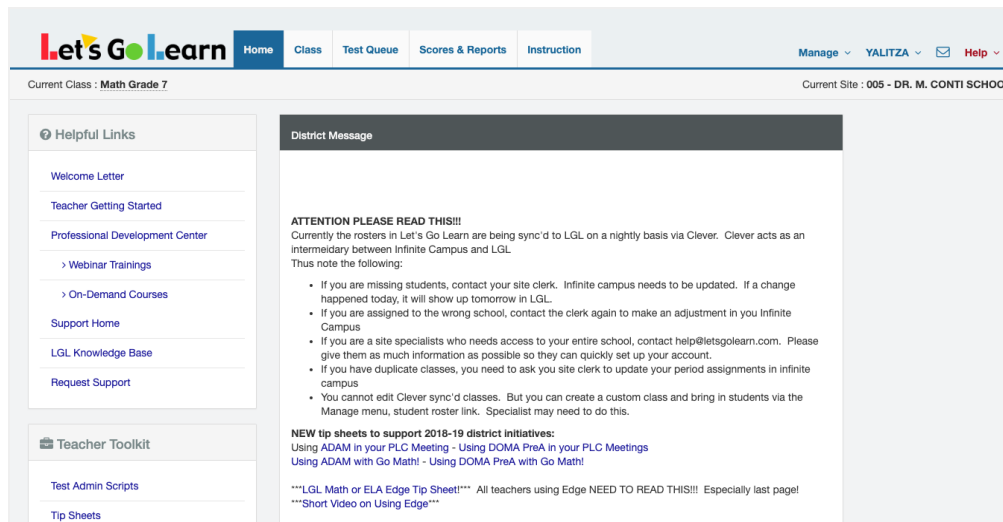 Let's Go Learn
Home Class Test Queue Scores & Reports Instruction
Manage YALITZA Help
Current Class : Math Grade 7
Current Site : 005 - DR. M. CONTI SCHOO
Helpful Links
Welcome Letter
Teacher Getting Started
Professional Development Center
> Webinar Trainings
> On-Demand Courses
Support Home
LGL Knowledge Base
Request Support
Teacher Toolkit
Test Admin Scripts
Tip Sheets
District Message
ATTENTION PLEASE READ THIS!!!
Currently the rosters in Let's Go Learn are being sync'd to LGL on a nightly basis via Clever. Clever acts as an
intermeidary between Infinite Campus and LGL
Thus note the following:
• If you are missing students, contact your site clerk. Infinite campus needs to be updated. If a change
happened today, it will show up tomorrow in LGL.
• If you are assigned to the wrong school, contact the clerk again to make an adjustment in you Infinite
Campus
• If you are a site specialists who needs access to your entire school, contact help@letsgolearn.com. Please
give them as much information as possible so they can quickly set up your account.
• If you have duplicate classes, you need to ask you site clerk to update your period assignments in infinite
campus
• You cannot edit Clever sync'd classes. But you can create a custom class and bring in students via the
Manage menu, student roster link. Specialist may need to do this.
NEW tip sheets to support 2018-19 district initiatives:
Using ADAM in your PLC Meeting - Using DOMA PreA in your PLC Meetings
Using ADAM with Go Math! - Using DOMA PreA with Go Math!
***LGL Math or ELA Edge Tip Sheet!*** All teachers using Edge NEED TO READ THIS!!! Especially last page!
***Short Video on Using Edge***